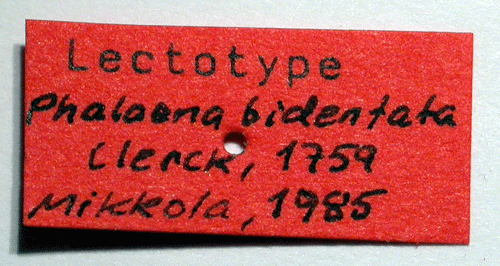 Lectotype
Phalaena bidentata
Clerck, 1759
Mikkola, 1985